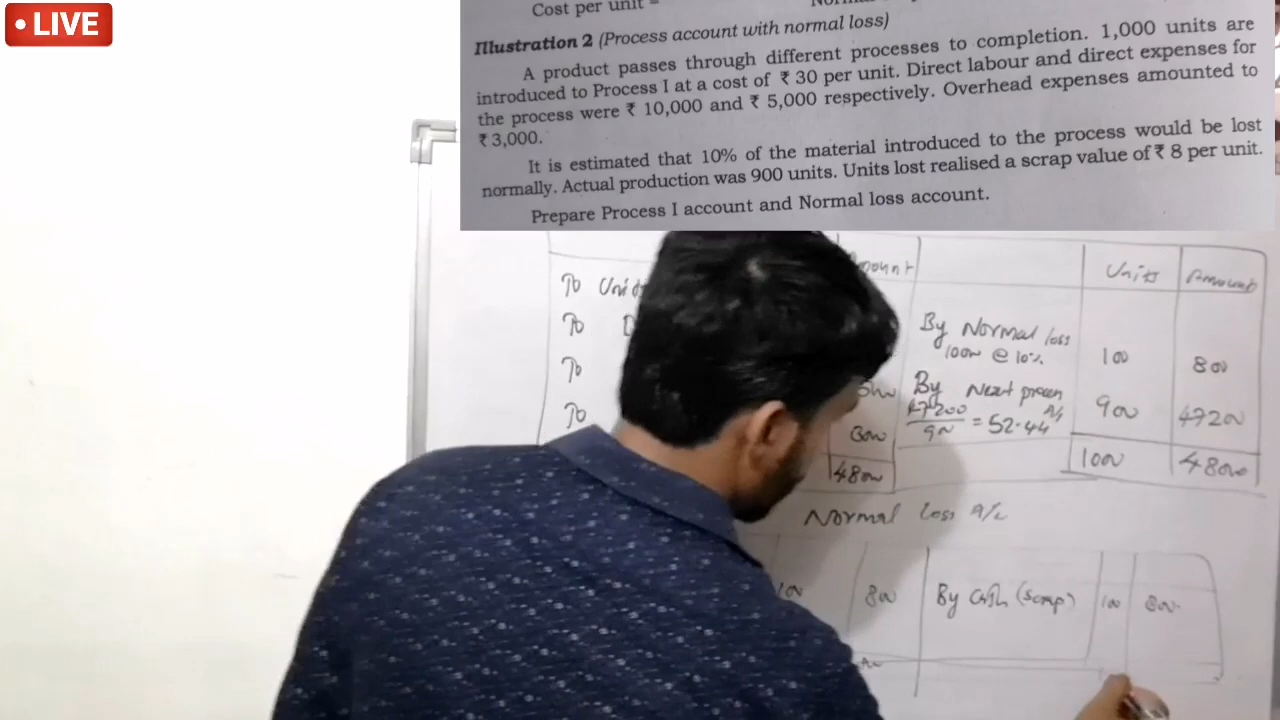 • LIVE
Cost per unit =
Illustration 2 (Process account with normal loss)
A product passes through different processes to completion. 1,000 units are
introduced to Process I at a cost of ₹ 30 per unit. Direct labour and direct expenses for
the process were ₹ 10,000 and ₹ 5,000 respectively. Overhead expenses amounted to
₹ 3,000.
It is estimated that 10% of the material introduced to the process would be lost
normally. Actual production was 900 units. Units lost realised a scrap value of ₹ 8 per unit.
Prepare Process I account and Normal loss account.
Units Amount
To
To
By Normal loss
1000 @ 10% 100 800
To
By Next process A/c 900 47200
47200/900 = 52.44
To 3000
48000 1000 48000
Normal Loss A/c
100 800 By Cash (scrap) 100 800